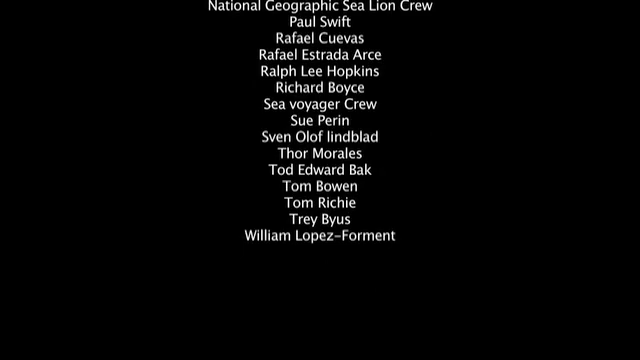 National Geographic Sea Lion Crew
Paul Swift
Rafael Cuevas
Rafael Estrada Arce
Ralph Lee Hopkins
Richard Boyce
Sea voyager Crew
Sue Perin
Sven Olof lindblad
Thor Morales
Tod Edward Bak
Tom Bowen
Tom Richie
Trey Byus
William Lopez-Forment